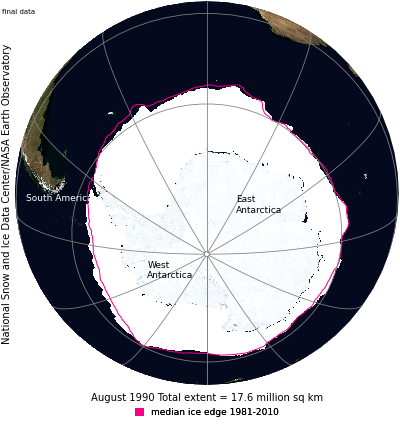 final data
National Snow and Ice Data Center/NASA Earth Observatory
South America
East
Antarctica
West
Antarctica
August 1990 Total extent = 17.6 million sq km
median ice edge 1981-2010